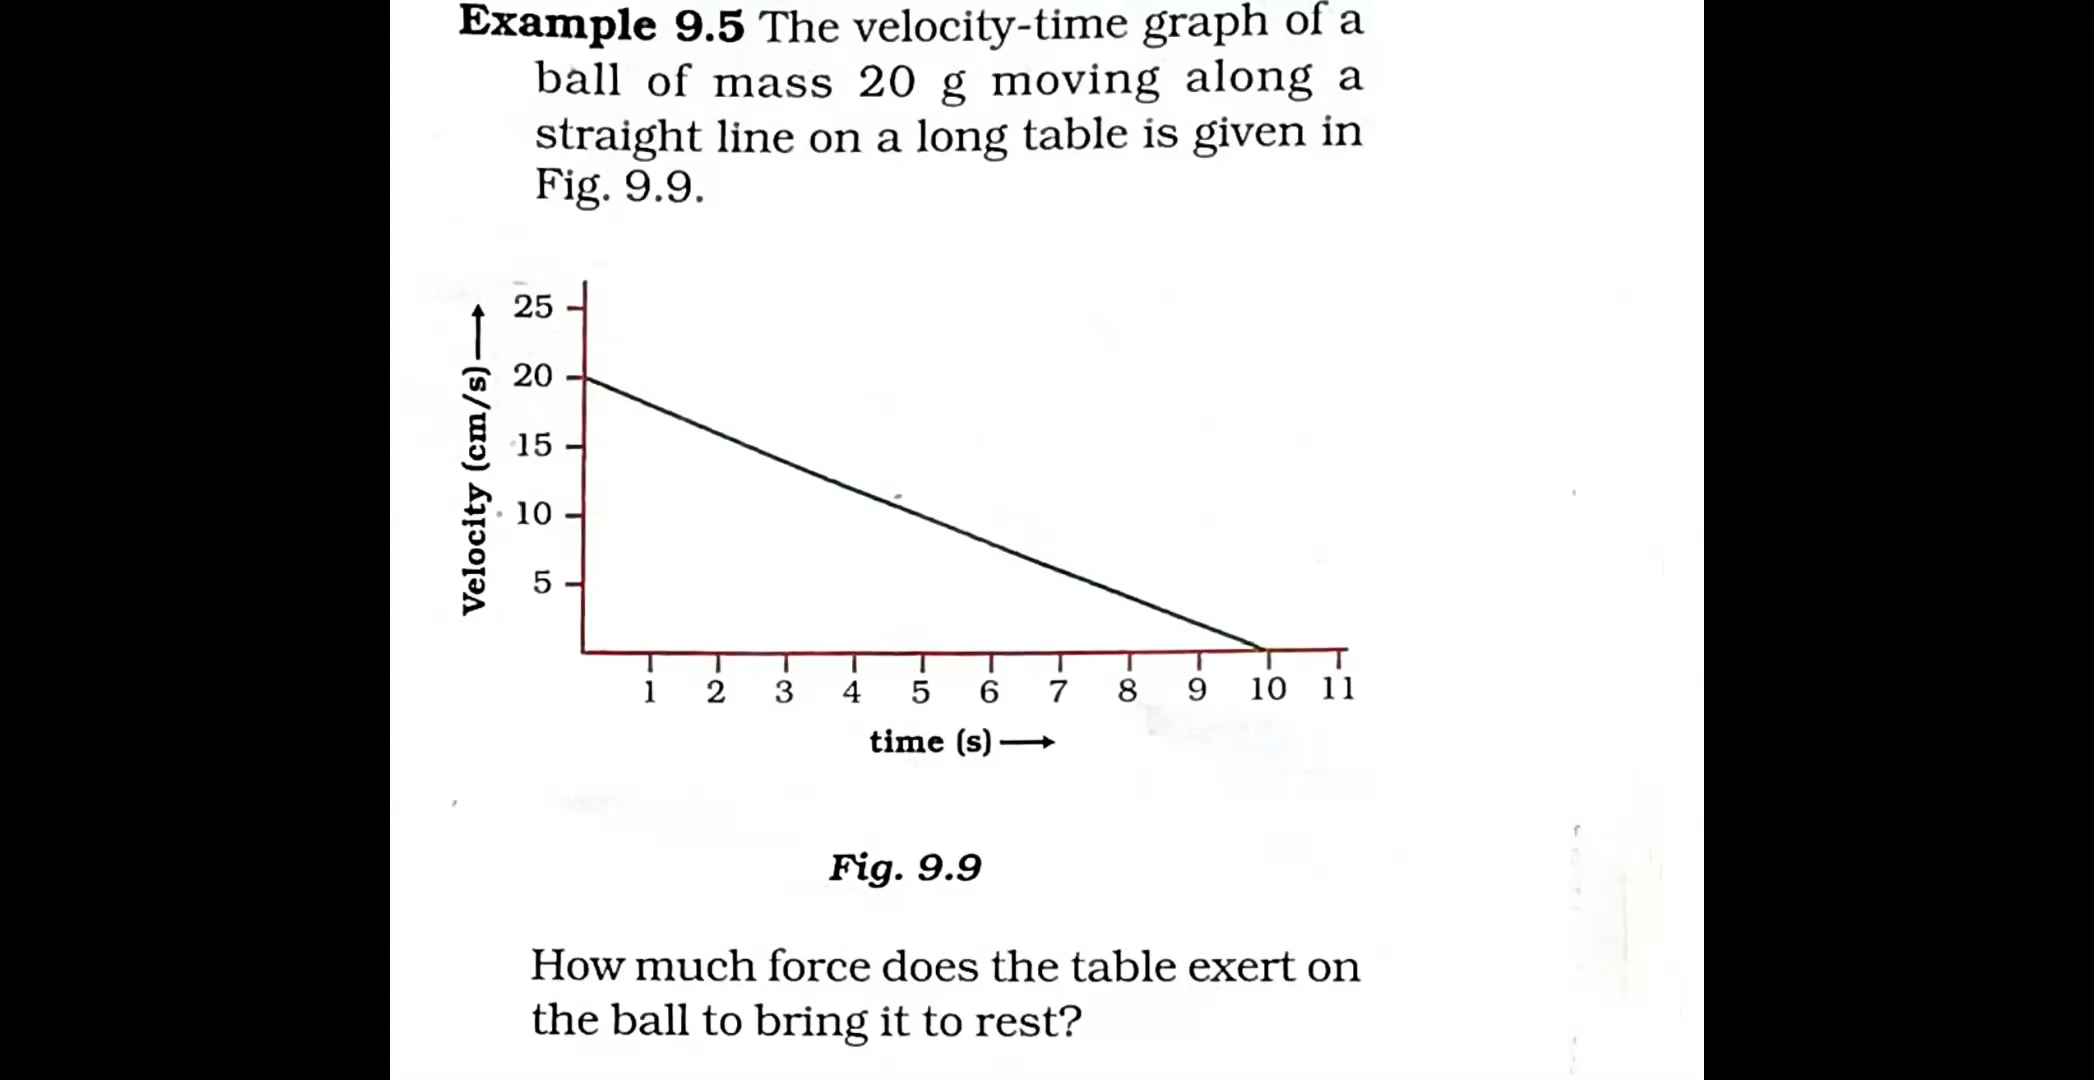 Example 9.5 The velocity-time graph of a
ball of mass 20 g moving along a
straight line on a long table is given in
Fig. 9.9.
25
20
15
10
5
Velocity (cm/s)
1 2 3 4 5 6 7 8 9 10 11
time (s)
Fig. 9.9
How much force does the table exert on
the ball to bring it to rest?